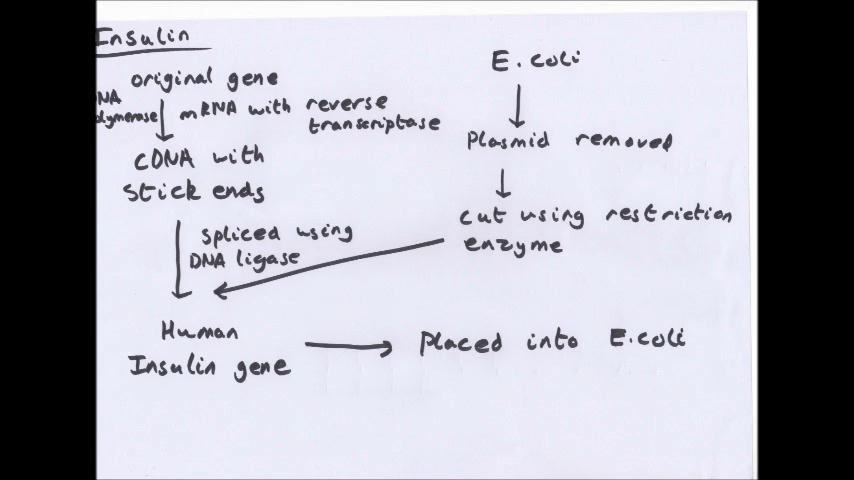 Insulin
original gene
mRNA with reverse
transcriptase
cDNA with
Stick ends
spliced using
DNA ligase
Human
Insulin gene
E.coli
Plasmid removed
cut using restriction
enzyme
Placed into E.coli